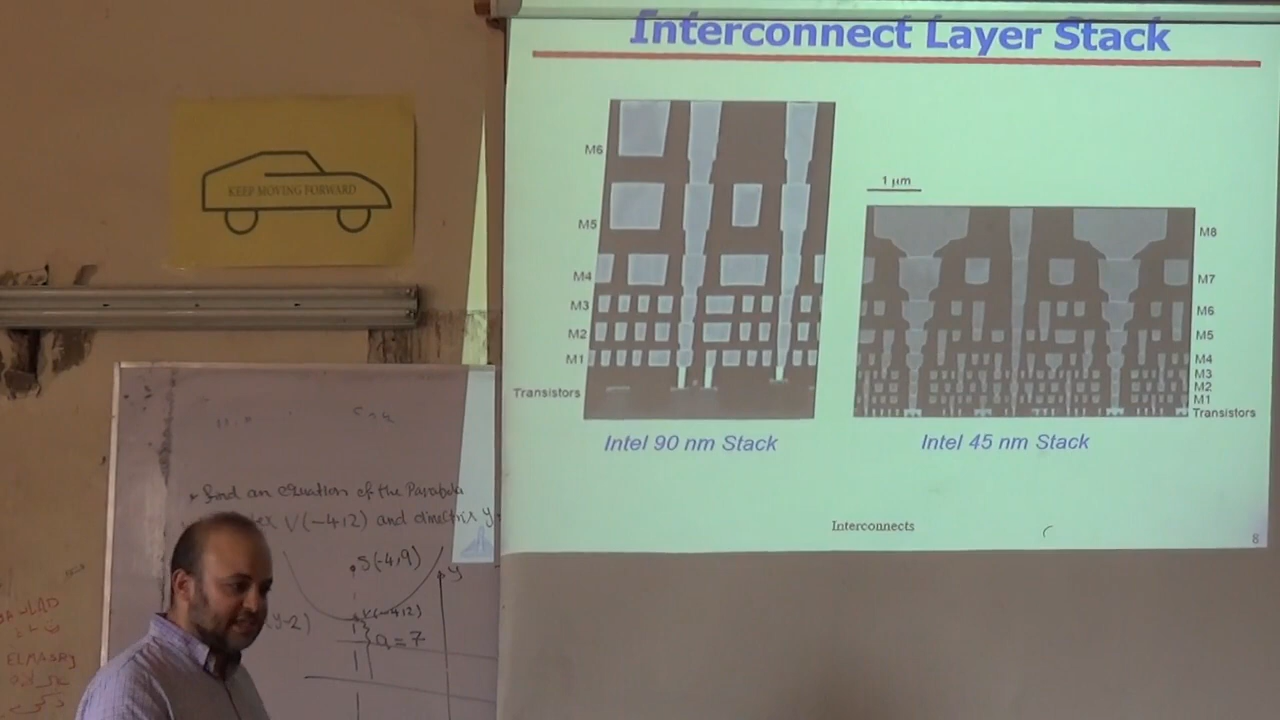 Interconnect Layer Stack
KEEP MOVING FORWARD
M6
M5
M4
M3
M2
M1
Transistors
1 µm
M8
M7
M6
M5
M4
M3
M2
M1
Transistors
Intel 90 nm Stack
Intel 45 nm Stack
Interconnects
8
find an equation of the Parabola
V(-4,2) and directrix y
S(-4,9)
y
V(-4,2)
a = 7
ELMASRY